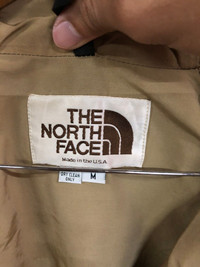 THE
NORTH
FACE
Made in the U.S.A
DRY CLEAN
ONLY
M